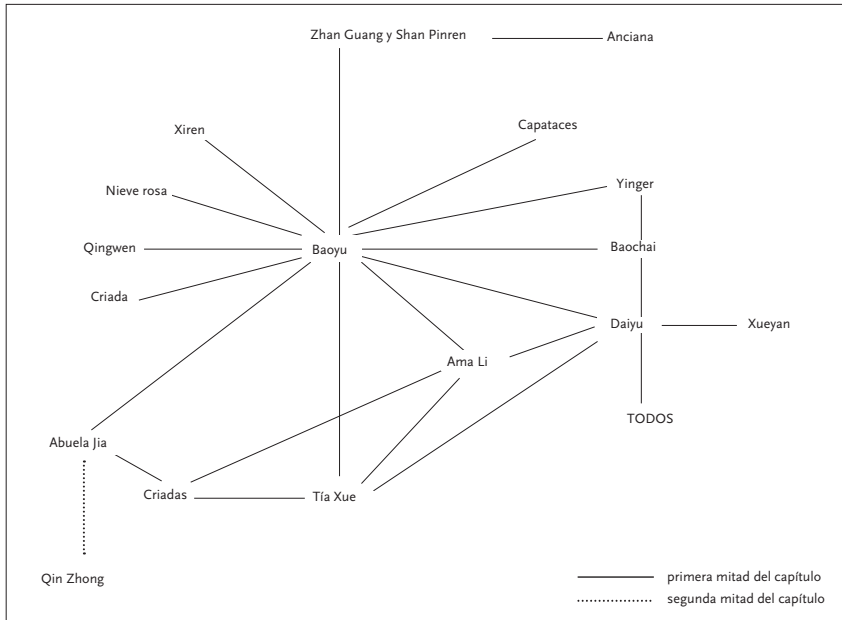 Zhan Guang y Shan Pinren
Anciana
Xiren
Capataces
Nieve rosa
Yinger
Qingwen
Baoyu
Baochai
Criada
Daiyu
Xueyan
Ama Li
TODOS
Abuela Jia
Criadas
Tía Xue
Qin Zhong
primera mitad del capítulo
segunda mitad del capítulo